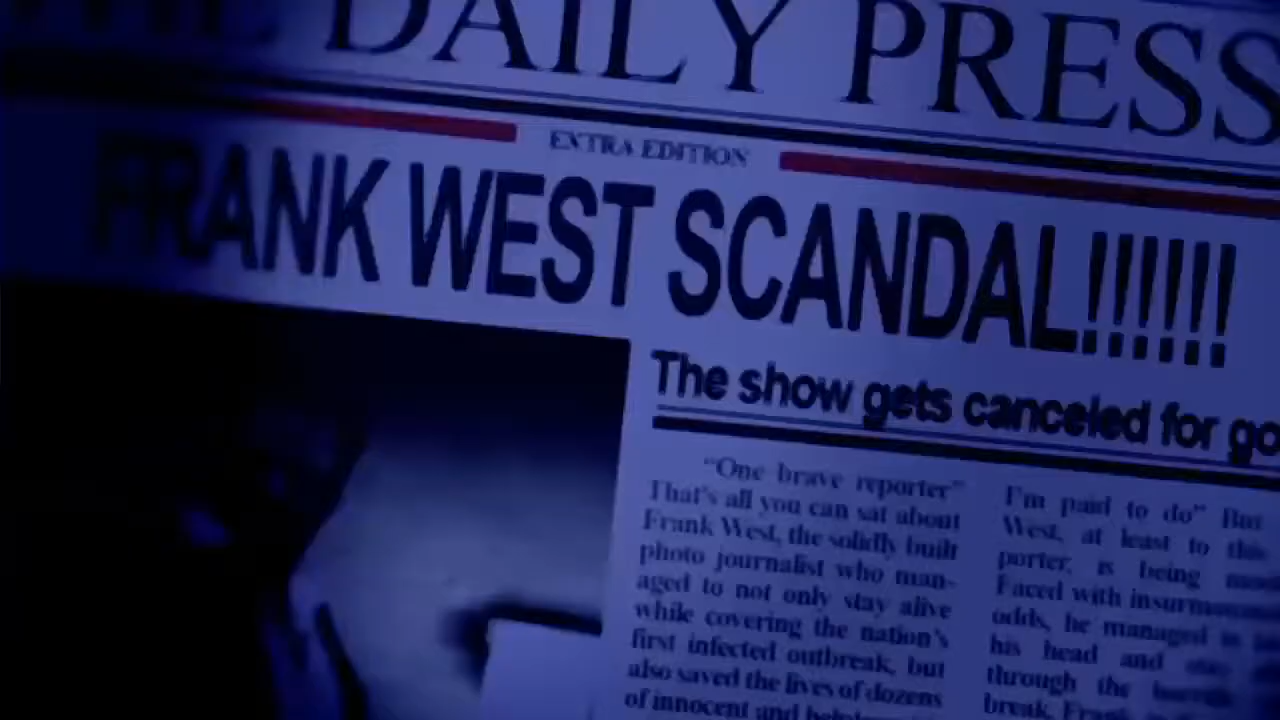 THE DAILY PRESS
EXTRA EDITION
FRANK WEST SCANDAL!!!!!!
The show gets canceled for
"One brave reporter"
That's all you can sat about
Frank West, the solidly built
photo journalist who man-
aged to not only stay alive
while covering the nation's
first infected outbreak, but
also saved the lives of dozens
of innocent and
I'm paid to do" But
West, at least to this
porter, is being
Faced with
odds, he managed
his head and stay
through the
break, Frank